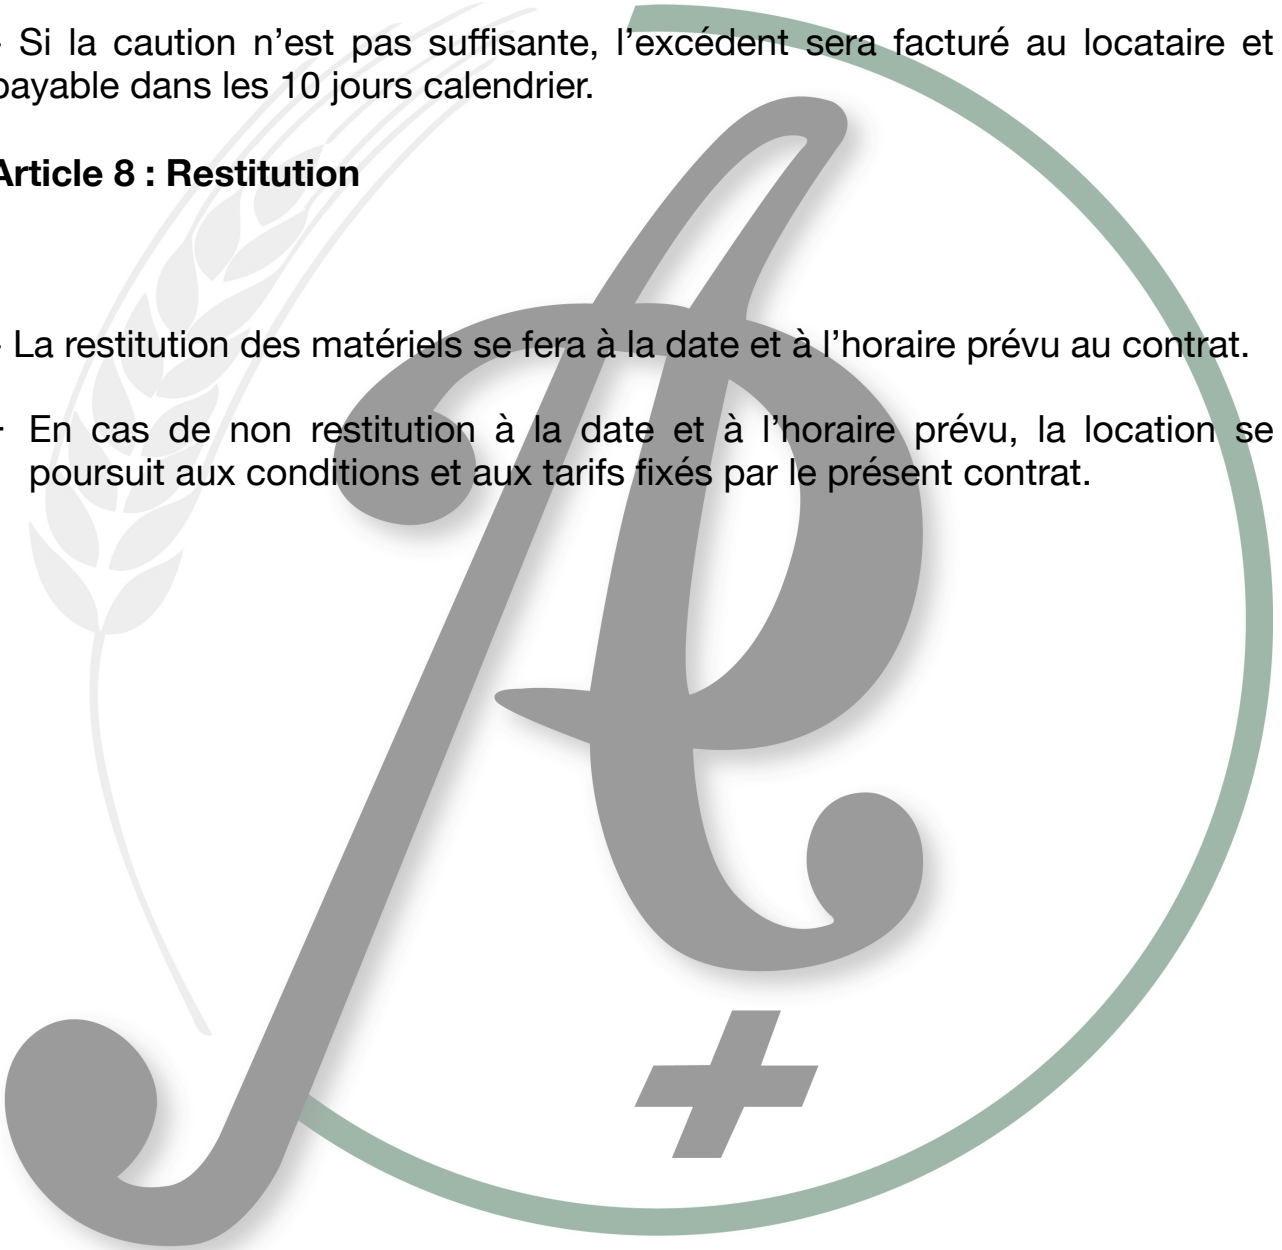 - Si la caution n’est pas suffisante, l’excédent sera facturé au locataire et
payable dans les 10 jours calendrier.
Article 8 : Restitution
- La restitution des matériels se fera à la date et à l’horaire prévu au contrat.
- En cas de non restitution à la date et à l’horaire prévu, la location se
poursuit aux conditions et aux tarifs fixés par le présent contrat.